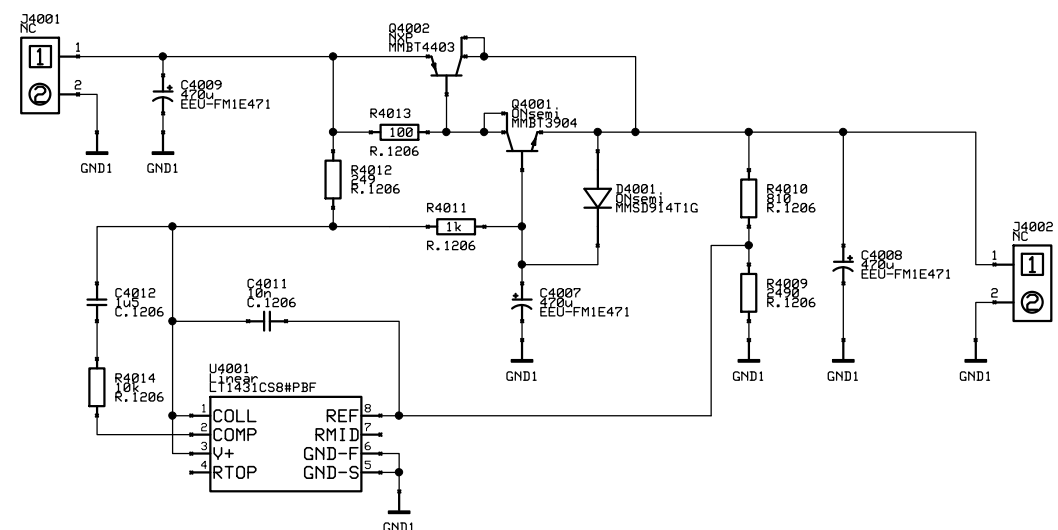 J4001
NC
1
2
1
2
GND1
C4009
470u
EEU-FM1E471
GND1
Q4002
NXP
MMBT4403
R4013
100
R.1206
Q4001
ONsemi
MMBT3904
R4012
249
R.1206
R4011
1k
R.1206
D4001
ONsemi
MMSD914T1G
R4010
810
R.1206
J4002
NC
1
2
1
2
GND1
C4008
470u
EEU-FM1E471
GND1
R4009
2490
R.1206
GND1
C4007
470u
EEU-FM1E471
GND1
C4011
10n
C.1206
C4012
1u5
C.1206
R4014
10k
R.1206
U4001
Linear
LT1431CS8#PBF
1 COLL REF 8
2 COMP RMID 7
3 V+ GND-F 6
4 RTOP GND-S 5
GND1